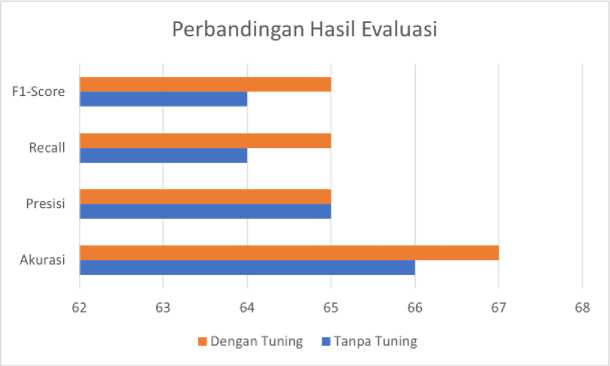 Perbandingan Hasil Evaluasi
F1-Score
Recall
Presisi
Akurasi
62 63 64 65 66 67 68
Dengan Tuning Tanpa Tuning